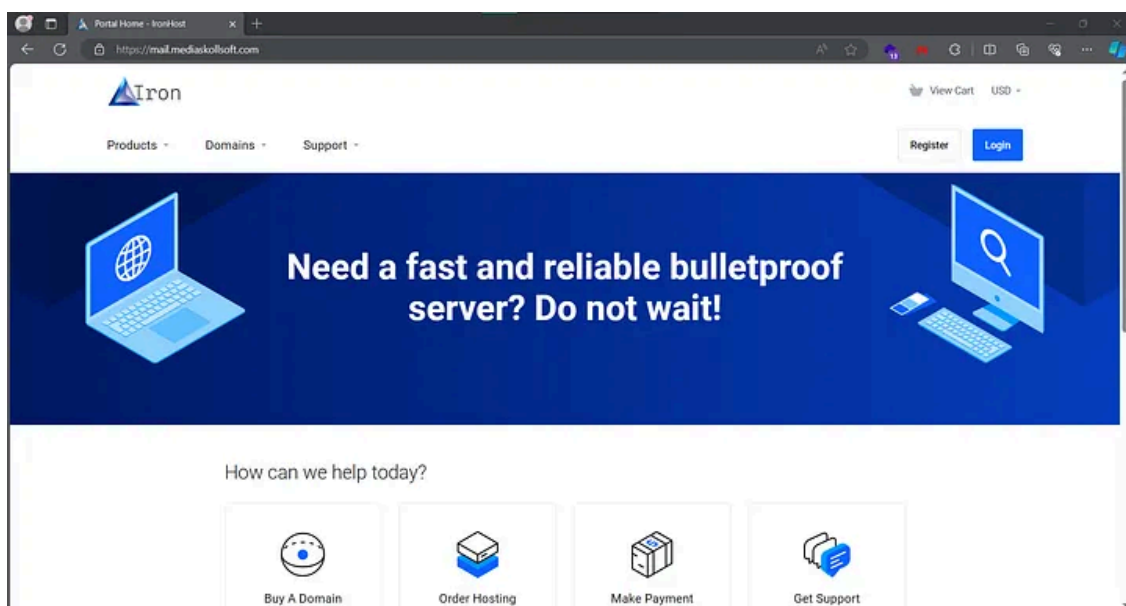 Portal Home - IronHost
https://mail.mediaskollsoft.com
13
Iron
View Cart USD
Products Domains Support
Register Login
Need a fast and reliable bulletproof
server? Do not wait!
How can we help today?
Buy A Domain Order Hosting Make Payment Get Support